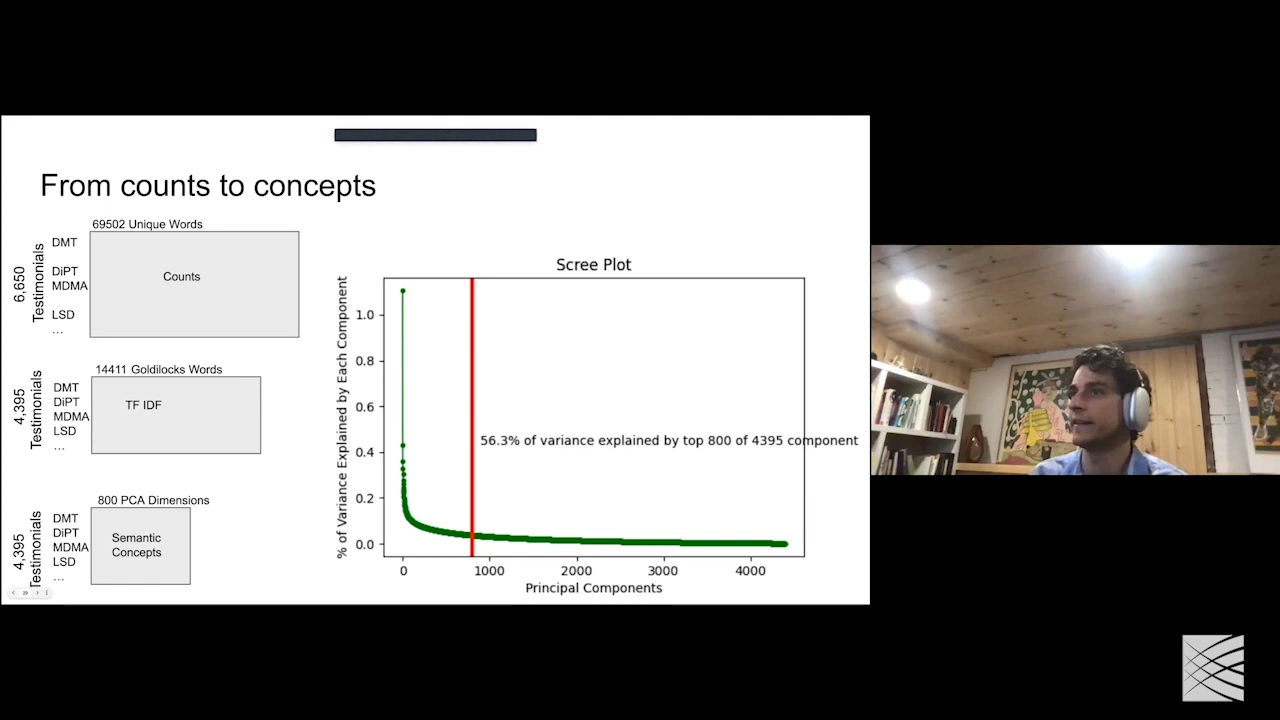 From counts to concepts
69502 Unique Words
6,650
Testimonials
DMT
DiPT
MDMA
LSD
...
Counts
14411 Goldilocks Words
4,395
Testimonials
DMT
DiPT
MDMA
LSD
...
TF IDF
800 PCA Dimensions
4,395
Testimonials
DMT
DiPT
MDMA
LSD
...
Semantic
Concepts
29
Scree Plot
% of Variance Explained by Each Component
1.0
0.8
0.6
0.4
0.2
0.0
56.3% of variance explained by top 800 of 4395 component
0
1000
2000
3000
4000
Principal Components